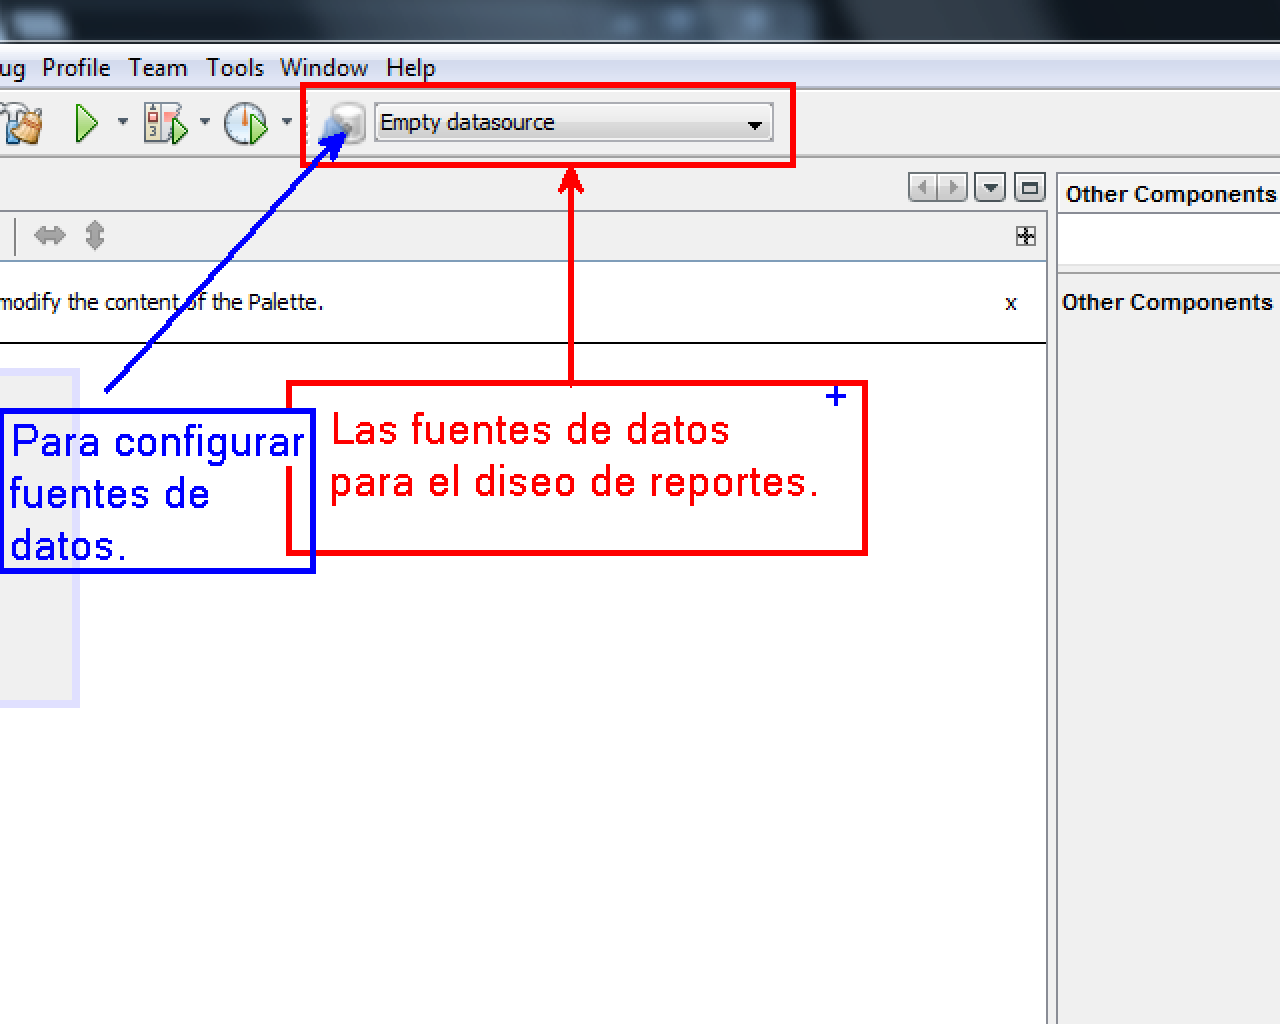 ug Profile Team Tools Window Help
Empty datasource
Other Components
modify the content of the Palette.
x
Other Components
Para configurar
fuentes de
datos.
Las fuentes de datos
para el diseo de reportes.